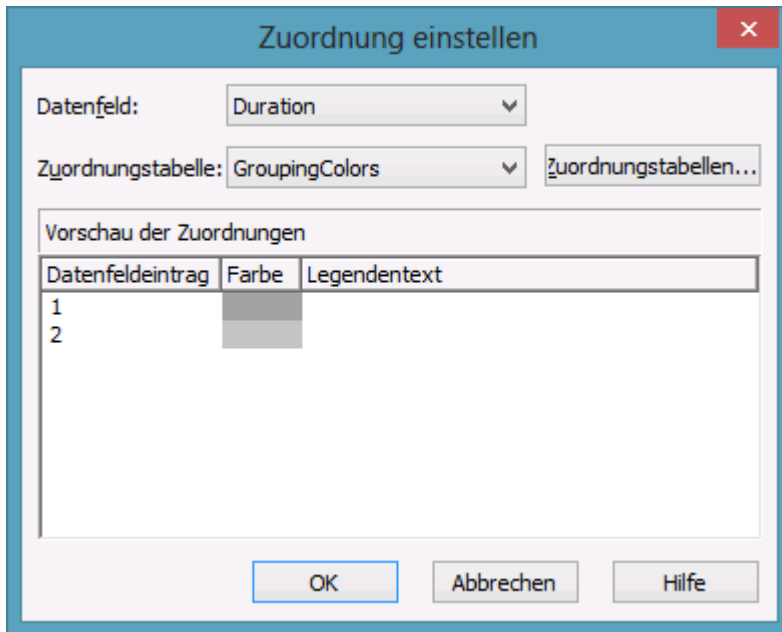 Zuordnung einstellen
Datenfeld: Duration
Zuordnungstabelle: GroupingColors Zuordnungstabellen...
Vorschau der Zuordnungen
Datenfeldeintrag Farbe Legendentext
1
2
OK Abbrechen Hilfe